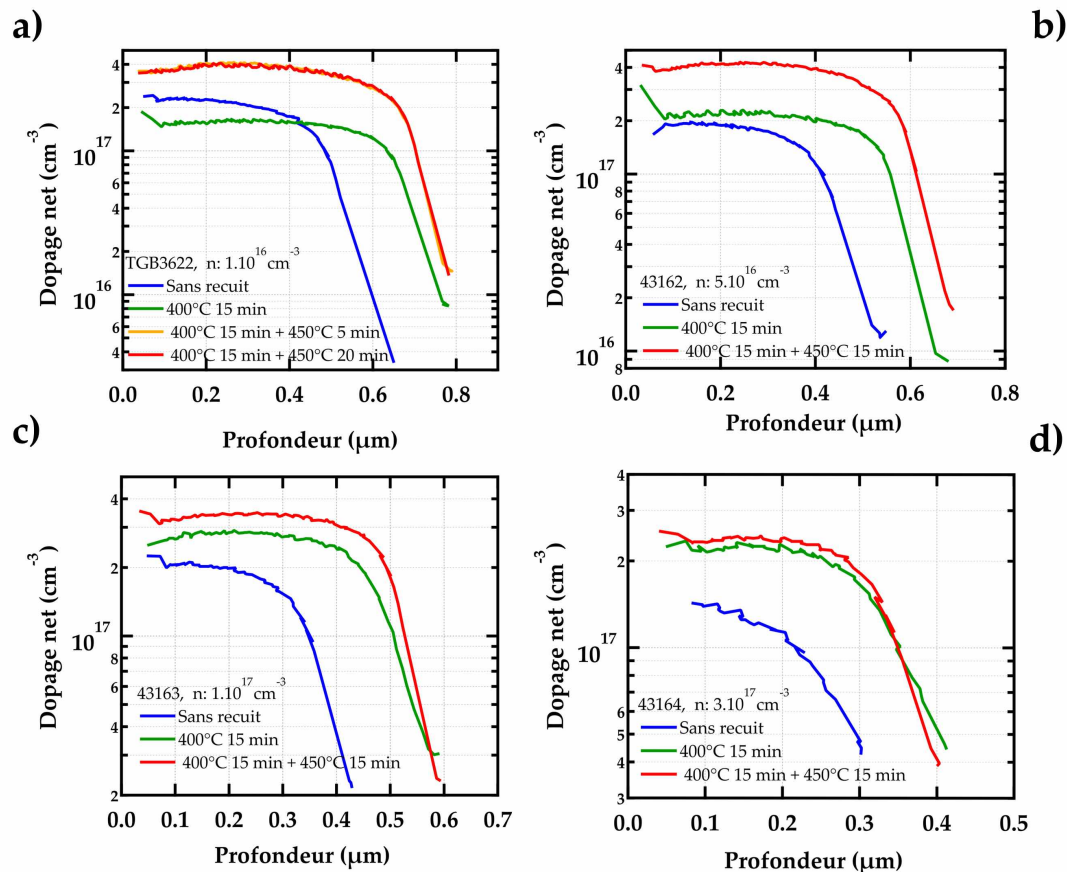 a)
b)
Dopage net (cm-3)
4
2
10^17
6
4
2
10^16
6
4
TGB3622, n: 1.10^16 cm-3
Sans recuit
400°C 15 min
400°C 15 min + 450°C 5 min
400°C 15 min + 450°C 20 min
0.0 0.2 0.4 0.6 0.8
Profondeur (µm)
Dopage net (cm-3)
4
2
10^17
8
6
4
2
10^16
8
43162, n: 5.10^16 cm-3
Sans recuit
400°C 15 min
400°C 15 min + 450°C 15 min
0.0 0.2 0.4 0.6 0.8
Profondeur (µm)
c)
d)
Dopage net (cm-3)
4
2
10^17
8
6
4
2
43163, n: 1.10^17 cm-3
Sans recuit
400°C 15 min
400°C 15 min + 450°C 15 min
0.0 0.1 0.2 0.3 0.4 0.5 0.6 0.7
Profondeur (µm)
Dopage net (cm-3)
4
3
2
10^17
8
6
5
4
3
43164, n: 3.10^17 cm-3
Sans recuit
400°C 15 min
400°C 15 min + 450°C 15 min
0.0 0.1 0.2 0.3 0.4 0.5
Profondeur (µm)